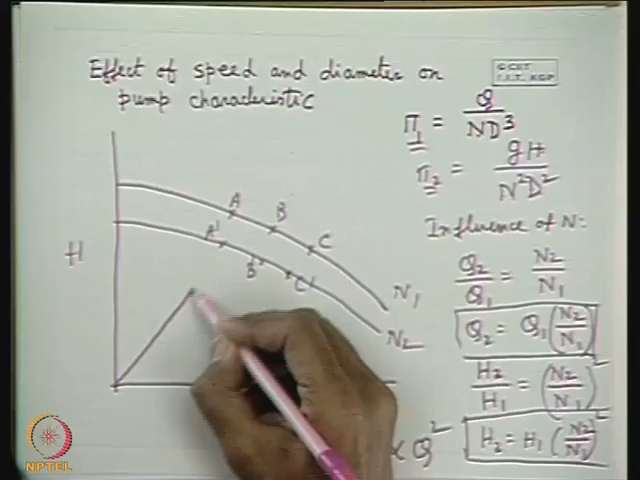 Effect of speed and diameter on
pump characteristic
© CET
I.I.T. KGP
π₁ = Q / ND³
π₂ = gH / N²D²
Influence of N:
Q₂/Q₁ = N₂/N₁
Q₂ = Q₁ (N₂/N₁)
H₂/H₁ = (N₂/N₁)²
H₂ = H₁ (N₂/N₁)²
H
A
B
C
A'
B'
C'
N₁
N₂
Q²
NPTEL